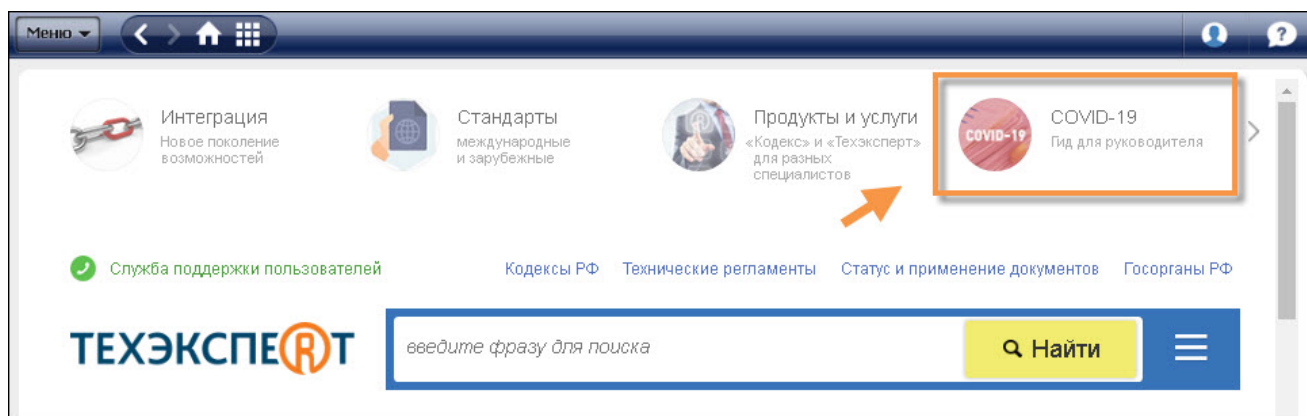 Меню
?
Интеграция
Новое поколение
возможностей
Стандарты
международные
и зарубежные
Продукты и услуги
«Кодекс» и «Техэксперт»
для разных
специалистов
COVID-19
COVID-19
Гид для руководителя
Служба поддержки пользователей
Кодексы РФ Технические регламенты Статус и применение документов Госорганы РФ
ТЕХЭКСПЕRТ
введите фразу для поиска
Найти